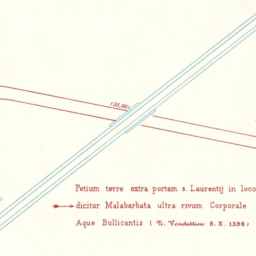 (33,00)
Petium terre extra portam s. Laurentij in loco
dicitur Malabarbata ultra rivum Corporale
Aque Bullicantis ( N. Vendettini 8. X. 1398)